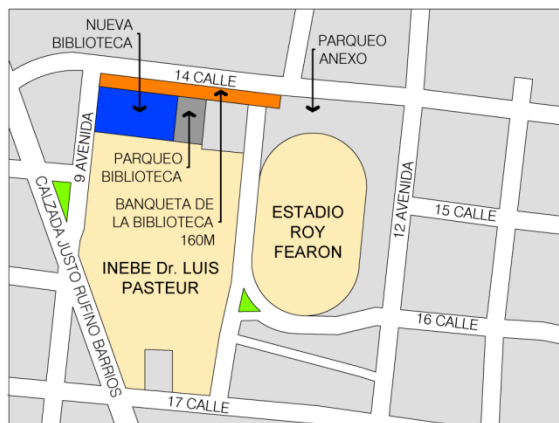 NUEVA
BIBLIOTECA
PARQUEO
ANEXO
14 CALLE
9 AVENIDA
PARQUEO
BIBLIOTECA
BANQUETA DE
LA BIBLIOTECA
160M
12 AVENIDA
15 CALLE
ESTADIO
ROY
FEARON
INEBE Dr. LUIS
PASTEUR
CALZADA JUSTO RUFINO BARRIOS
16 CALLE
17 CALLE